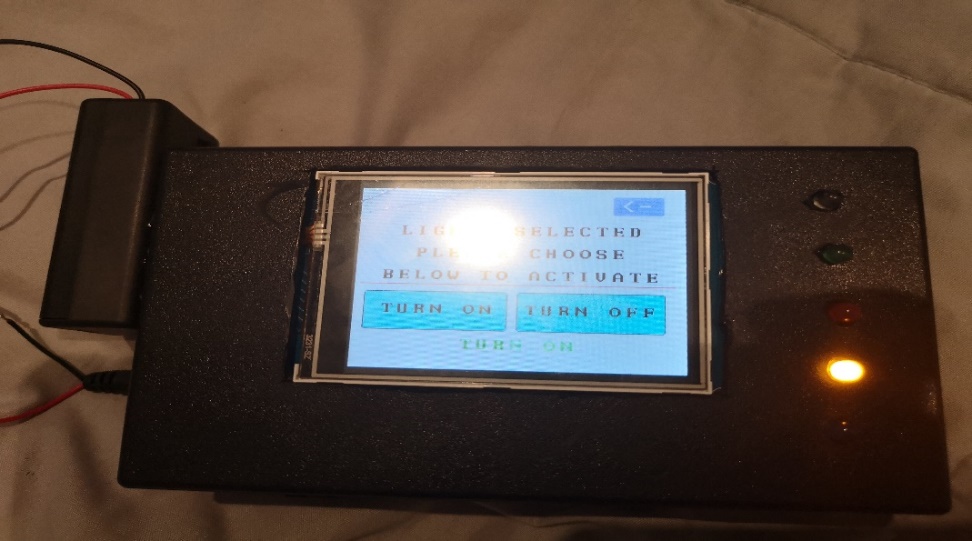 <-
SELECTED
CHOOSE
BELOW TO ACTIVATE
TURN ON TURN OFF
TURN ON